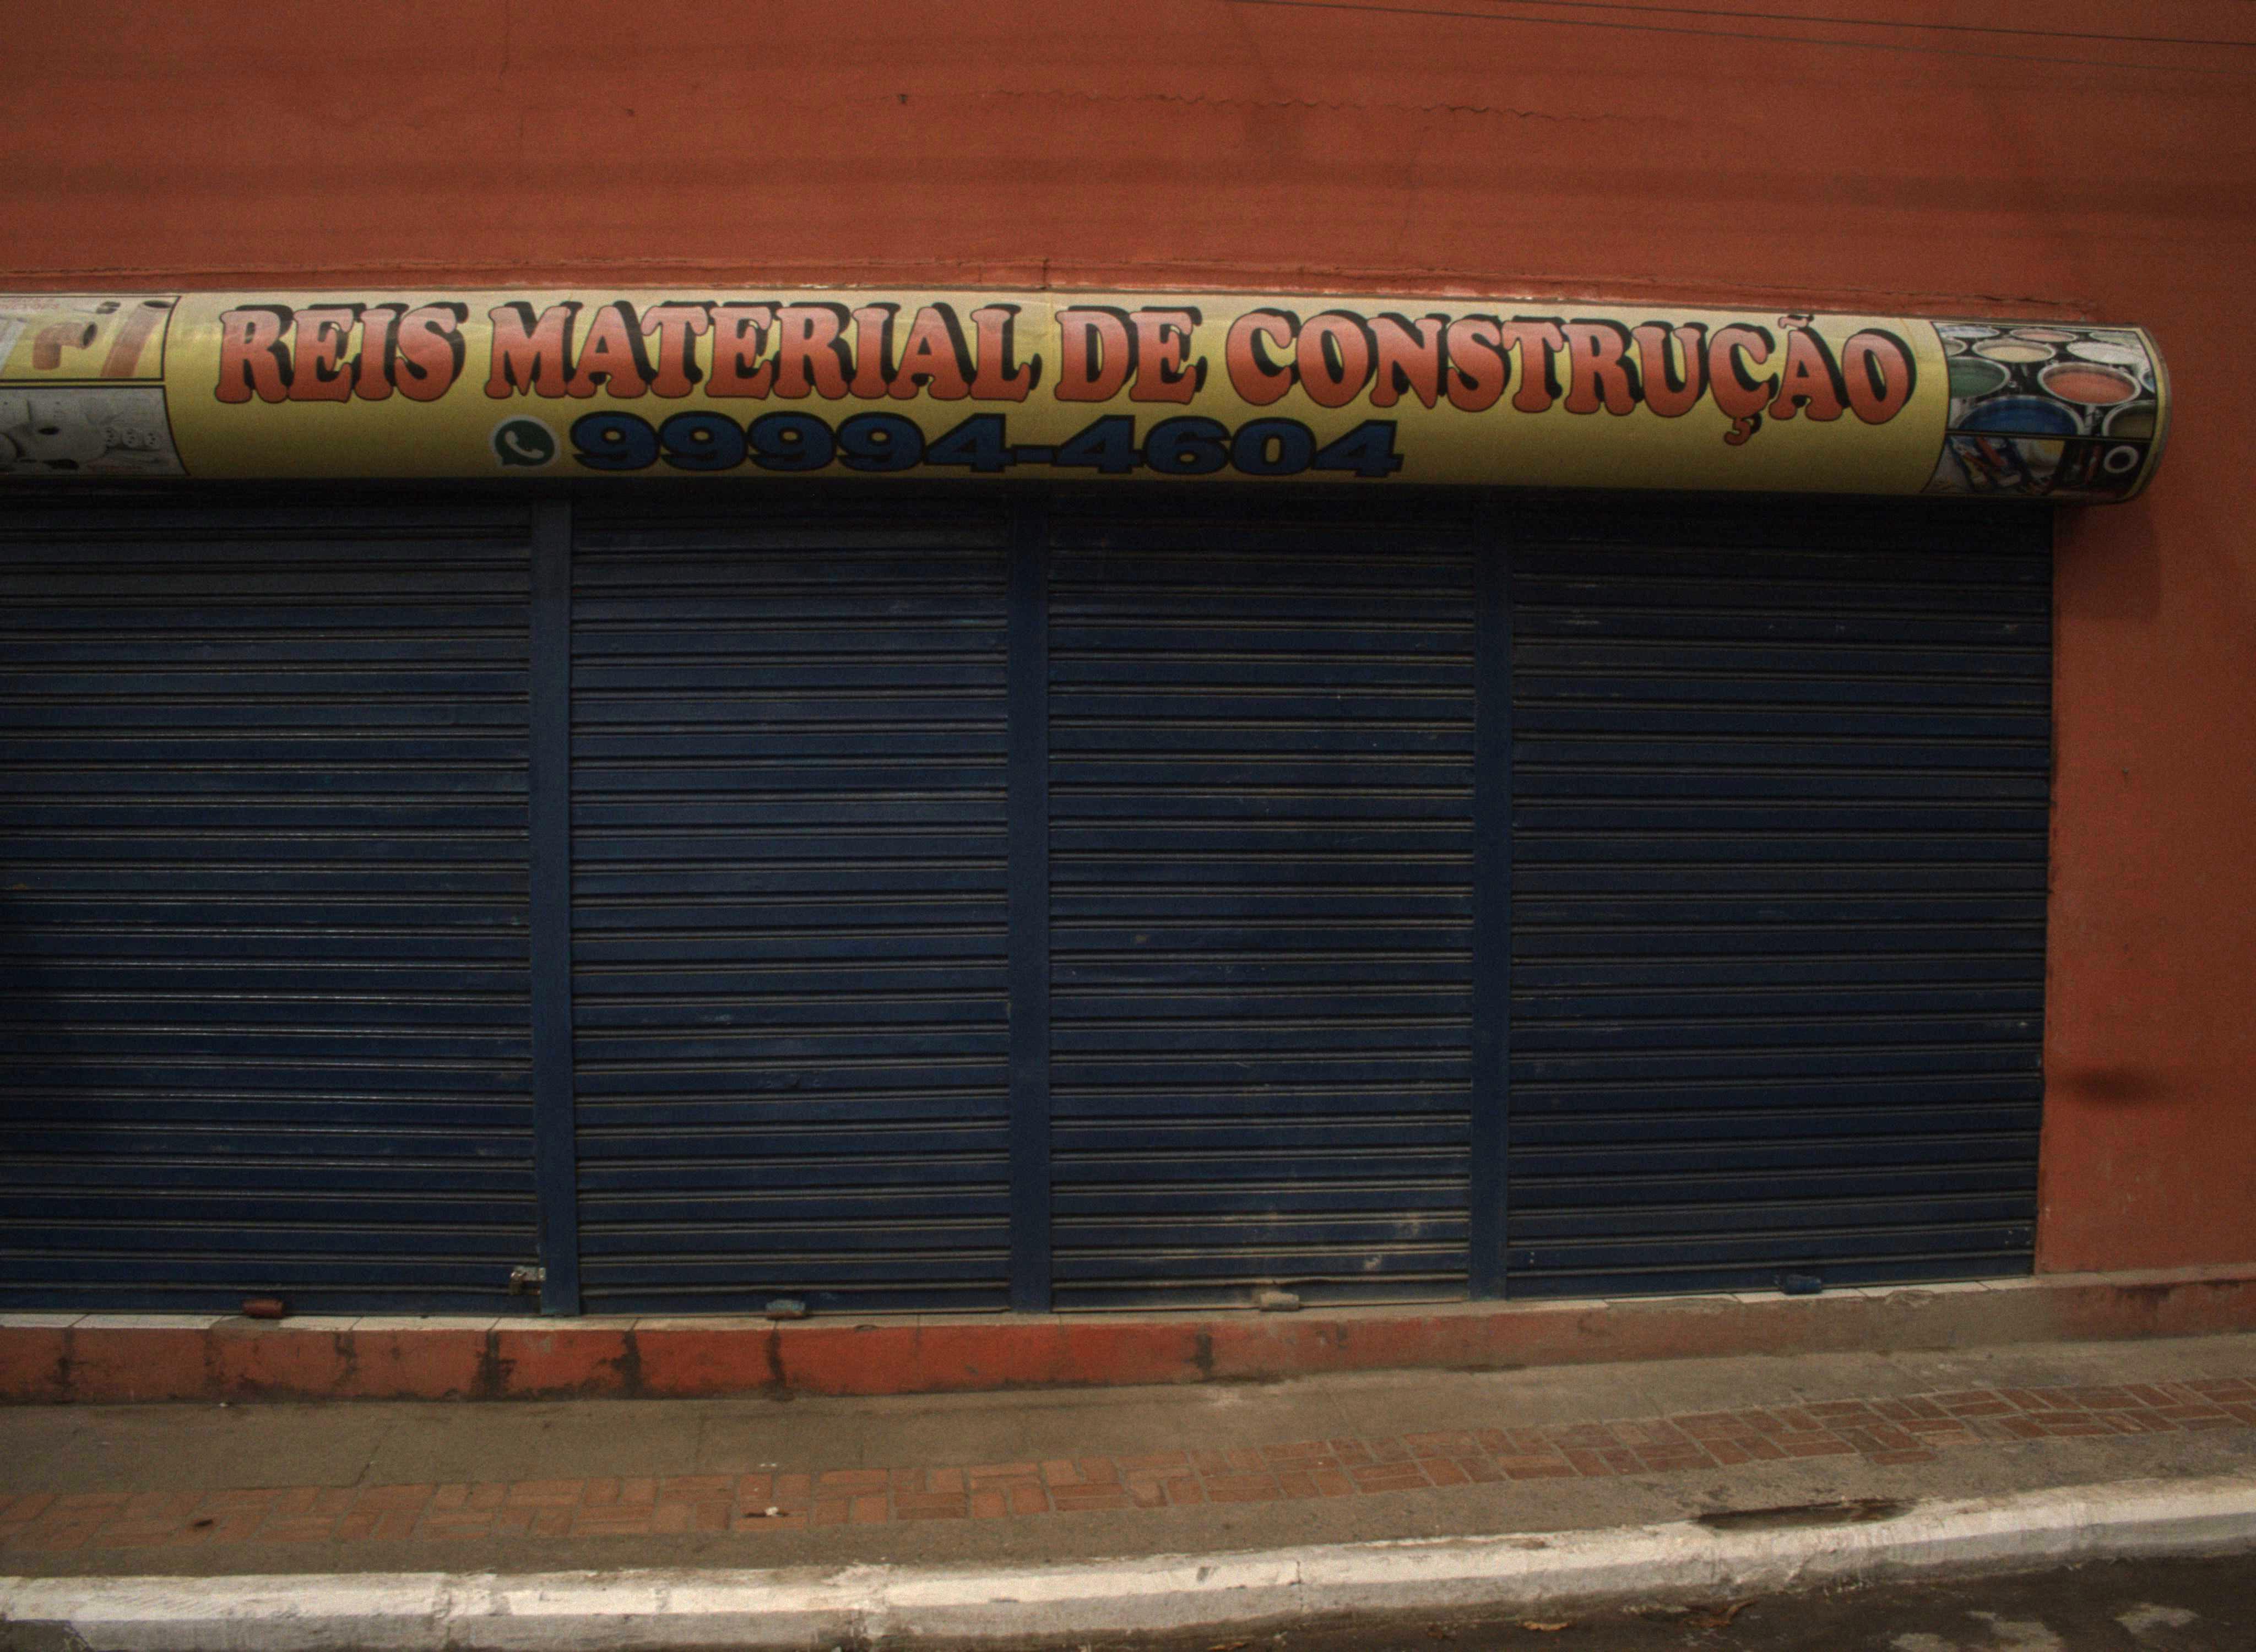 REIS MATERIAL DE CONSTRUÇÃO
99994-4604